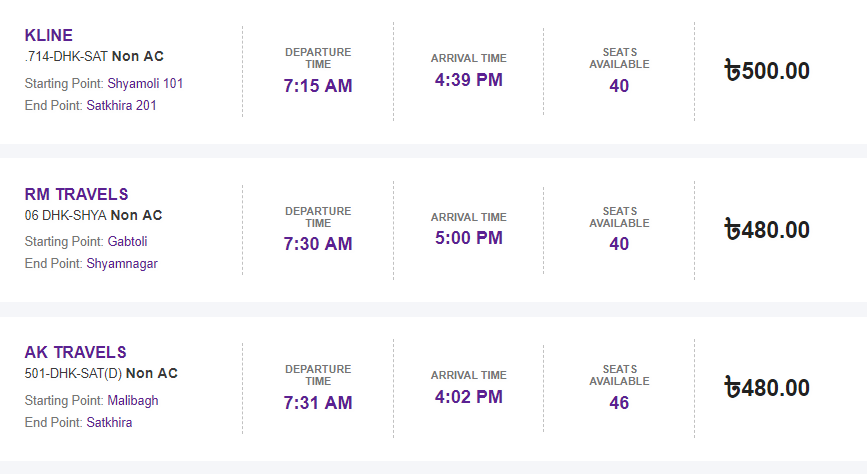 KLINE
.714-DHK-SAT Non AC
Starting Point: Shyamoli 101
End Point: Satkhira 201
DEPARTURE
TIME
7:15 AM
ARRIVAL TIME
4:39 PM
SEATS
AVAILABLE
40
৳500.00
RM TRAVELS
06 DHK-SHYA Non AC
Starting Point: Gabtoli
End Point: Shyamnagar
DEPARTURE
TIME
7:30 AM
ARRIVAL TIME
5:00 PM
SEATS
AVAILABLE
40
৳480.00
AK TRAVELS
501-DHK-SAT(D) Non AC
Starting Point: Malibagh
End Point: Satkhira
DEPARTURE
TIME
7:31 AM
ARRIVAL TIME
4:02 PM
SEATS
AVAILABLE
46
৳480.00